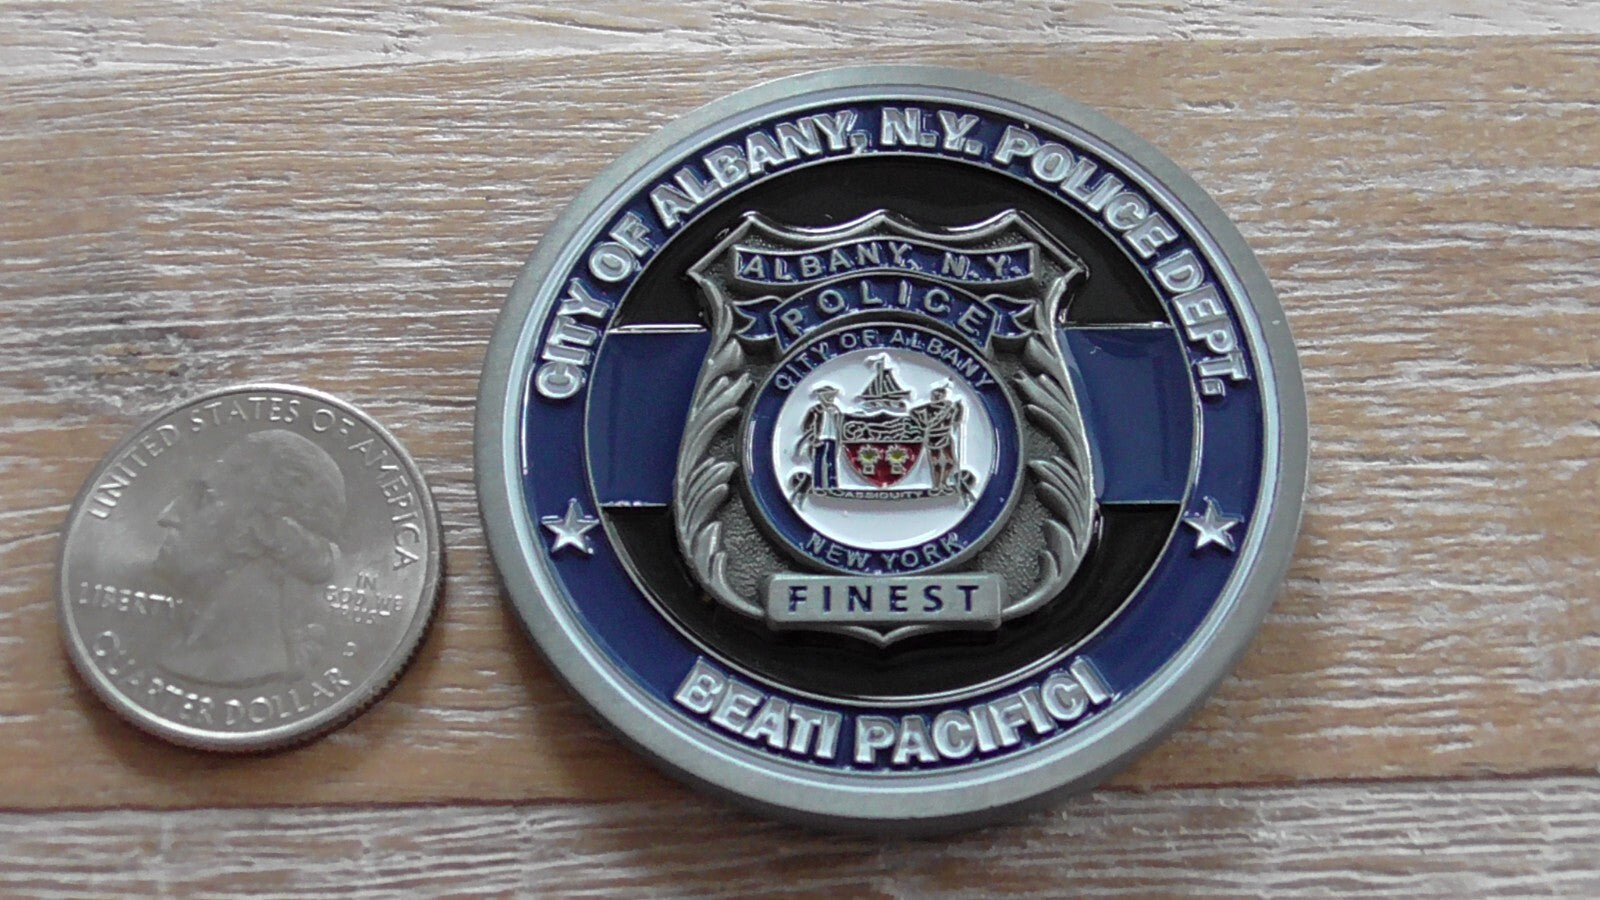 CITY OF ALBANY, N.Y. POLICE DEPT.
ALBANY, N.Y.
POLICE
CITY OF ALBANY
ASSIDUITY
NEW YORK
FINEST
BEATI PACIFICI
UNITED STATES OF AMERICA
LIBERTY
IN
GOD WE
QUARTER DOLLAR